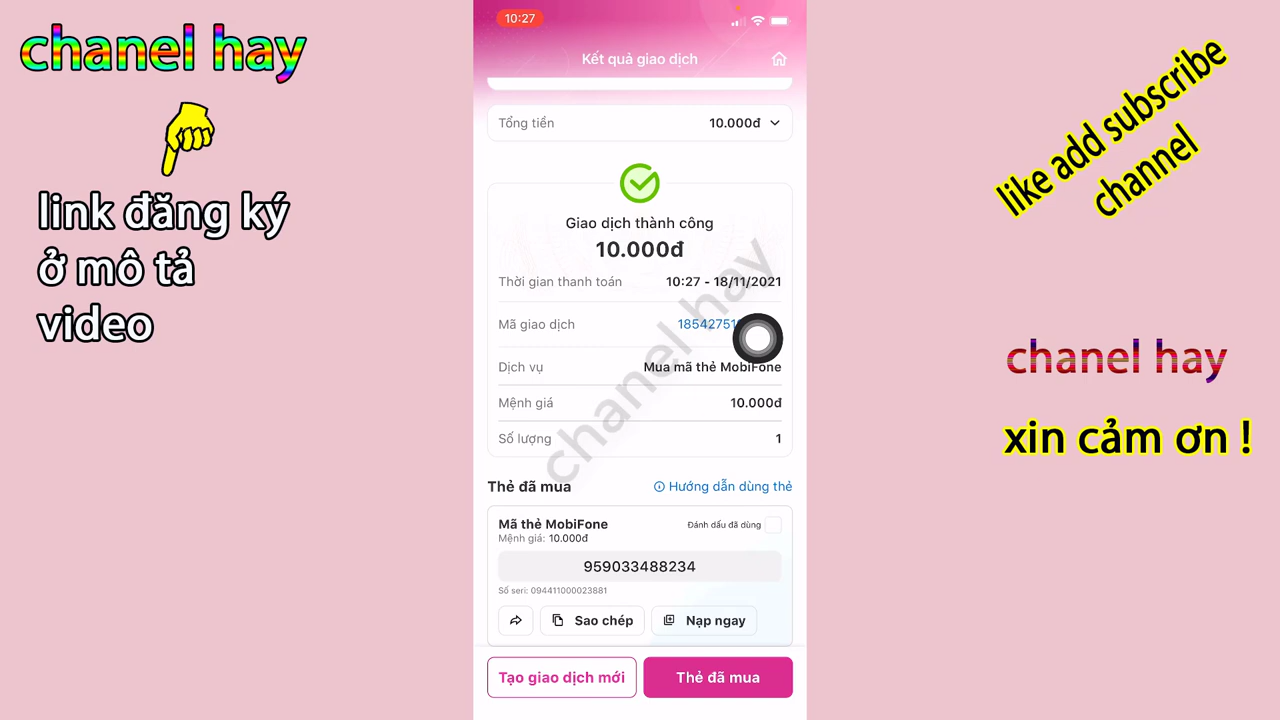 chanel hay
link đăng ký
ở mô tả
video
10:27
Kết quả giao dịch
Tổng tiền 10.000đ
Giao dịch thành công
10.000đ
Thời gian thanh toán 10:27 - 18/11/2021
Mã giao dịch 18542751
Dịch vụ Mua mã thẻ MobiFone
Mệnh giá 10.000đ
Số lượng 1
chanel hay
Thẻ đã mua Hướng dẫn dùng thẻ
Mã thẻ MobiFone Đánh dấu đã dùng
Mệnh giá: 10.000đ
959033488234
Số seri: 094411000023881
Sao chép Nạp ngay
Tạo giao dịch mới Thẻ đã mua
like add subscribe
channel
chanel hay
xin cảm ơn !